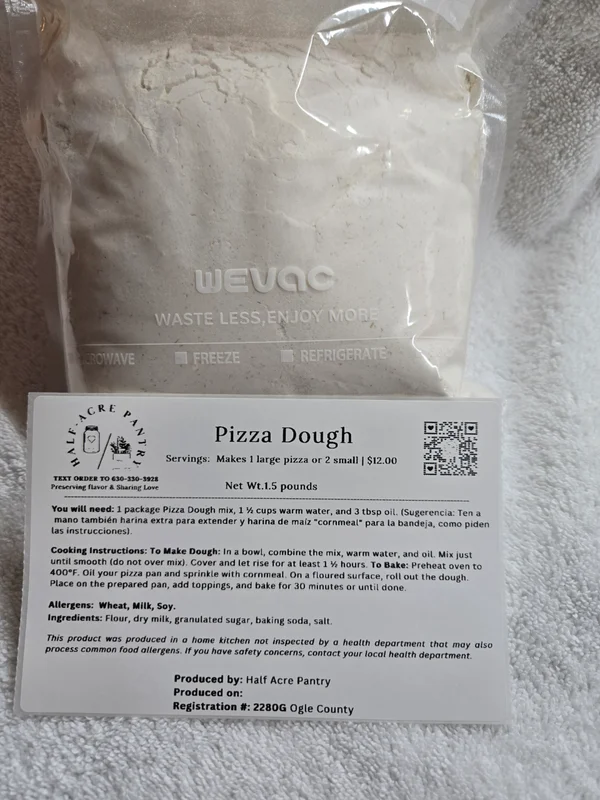 WEVAC
WASTE LESS,ENJOY MORE
FREEZE REFRIGERATE
HALF-ACRE PANTRY
TEXT ORDER TO 630-330-3928
Preserving flavor & Sharing Love
Pizza Dough
Servings: Makes 1 large pizza or 2 small | $12.00
Net Wt.1.5 pounds
You will need: 1 package Pizza Dough mix, 1 ½ cups warm water, and 3 tbsp oil. (Sugerencia: Ten a
mano también harina extra para extender y harina de maíz "cornmeal" para la bandeja, como piden
las instrucciones).
Cooking Instructions: To Make Dough: In a bowl, combine the mix, warm water, and oil. Mix just
until smooth (do not over mix). Cover and let rise for at least 1 ½ hours. To Bake: Preheat oven to
400°F. Oil your pizza pan and sprinkle with cornmeal. On a floured surface, roll out the dough.
Place on the prepared pan, add toppings, and bake for 30 minutes or until done.
Allergens: Wheat, Milk, Soy.
Ingredients: Flour, dry milk, granulated sugar, baking soda, salt.
This product was produced in a home kitchen not inspected by a health department that may also
process common food allergens. If you have safety concerns, contact your local health department.
Produced by: Half Acre Pantry
Produced on:
Registration #: 2280G Ogle County